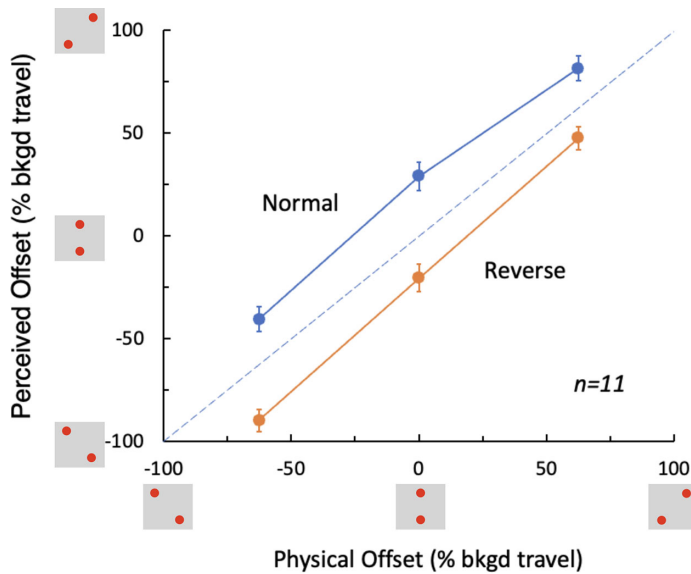 Perceived Offset (% bkgd travel)
100
50
0
-50
-100
Normal
Reverse
n=11
-100
-50
0
50
100
Physical Offset (% bkgd travel)